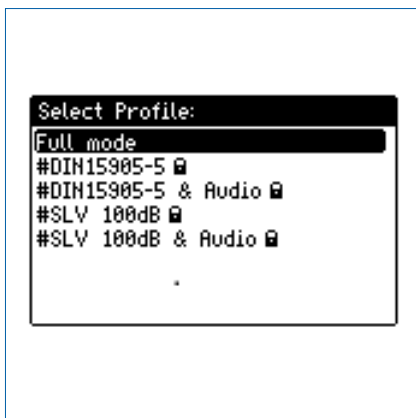 Select Profile:
Full mode
#DIN15905-5
#DIN15905-5 & Audio
#SLV 100dB
#SLV 100dB & Audio